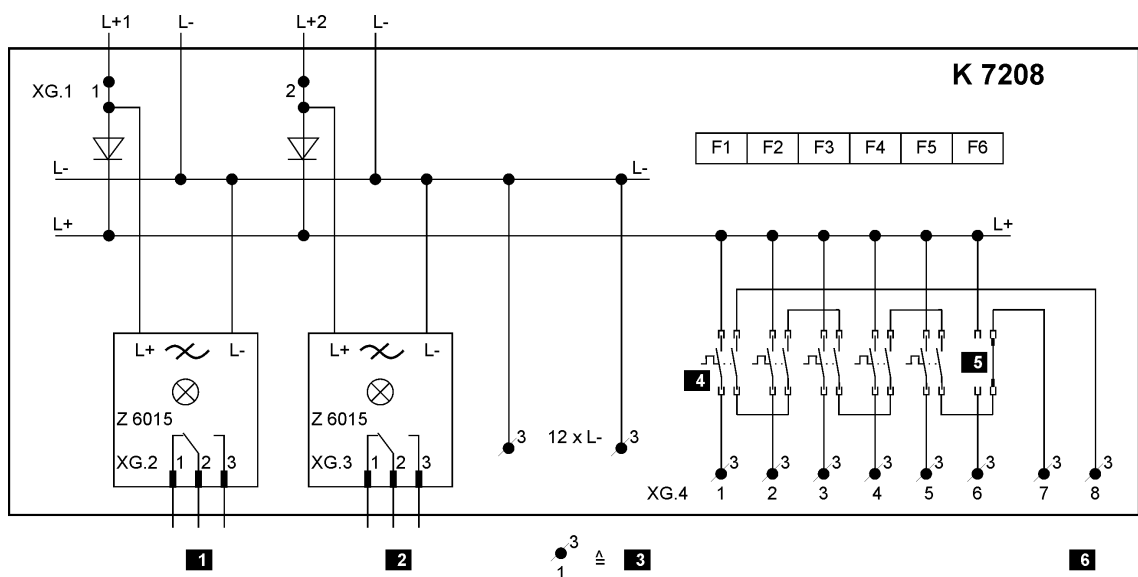 L+1 L- L+2 L-
K 7208
XG.1 1 2
F1 F2 F3 F4 F5 F6
L- L-
L+ L+
L+ L- L+ L-
5
4
Z 6015 Z 6015
3 12 x L- 3
XG.2 1 2 3 XG.3 1 2 3
3 3 3 3 3 3 3 3
XG.4 1 2 3 4 5 6 7 8
1 2 3 1 ≙ 3 6